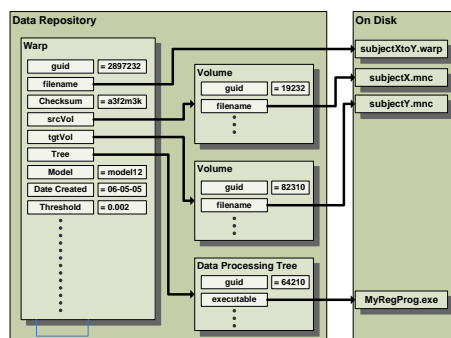 Data Repository
On Disk
Warp
guid = 2897232
filename
Checksum = a3f2m3k
srcVol
tgtVol
Tree
Model = model12
Date Created = 06-05-05
Threshold = 0.002
Volume
guid = 19232
filename
Volume
guid = 82310
filename
Data Processing Tree
guid = 64210
executable
subjectXtoY.warp
subjectX.mnc
subjectY.mnc
MyRegProg.exe